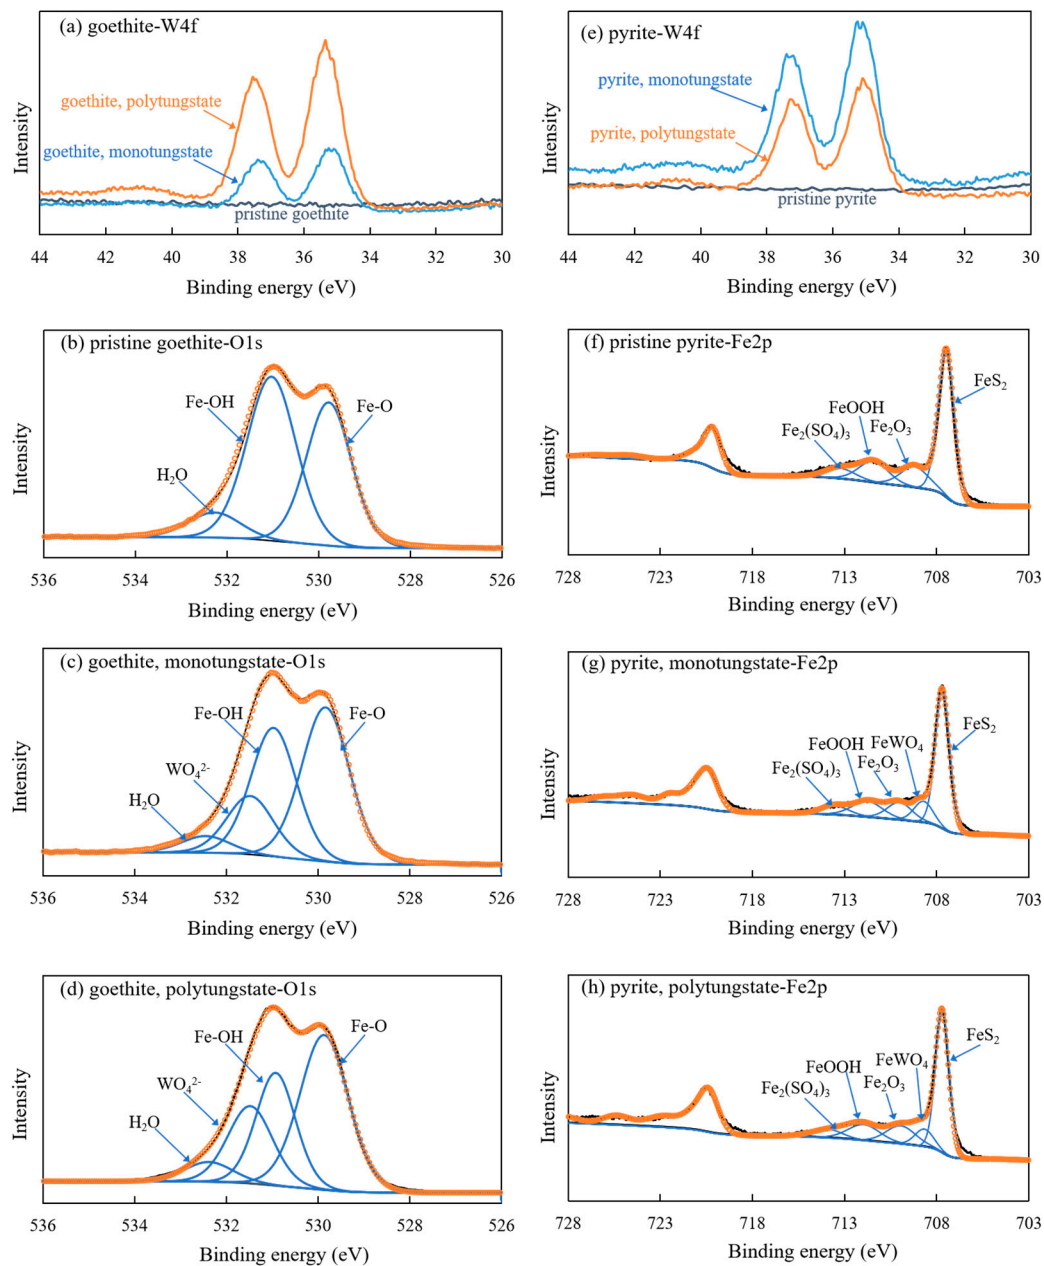 (a) goethite-W4f
goethite, polytungstate
goethite, monotungstate
pristine goethite
Intensity
44 42 40 38 36 34 32 30
Binding energy (eV)
(e) pyrite-W4f
pyrite, monotungstate
pyrite, polytungstate
pristine pyrite
Intensity
44 42 40 38 36 34 32 30
Binding energy (eV)
(b) pristine goethite-O1s
Fe-OH
Fe-O
H₂O
Intensity
536 534 532 530 528 526
Binding energy (eV)
(f) pristine pyrite-Fe2p
FeS₂
FeOOH
Fe₂O₃
Fe₂(SO₄)₃
Intensity
728 723 718 713 708 703
Binding energy (eV)
(c) goethite, monotungstate-O1s
Fe-OH
Fe-O
WO₄²⁻
H₂O
Intensity
536 534 532 530 528 526
Binding energy (eV)
(g) pyrite, monotungstate-Fe2p
FeS₂
FeOOH
FeWO₄
Fe₂(SO₄)₃
Fe₂O₃
Intensity
728 723 718 713 708 703
Binding energy (eV)
(d) goethite, polytungstate-O1s
Fe-OH
Fe-O
WO₄²⁻
H₂O
Intensity
536 534 532 530 528 526
Binding energy (eV)
(h) pyrite, polytungstate-Fe2p
FeS₂
FeOOH
FeWO₄
Fe₂(SO₄)₃
Fe₂O₃
Intensity
728 723 718 713 708 703
Binding energy (eV)